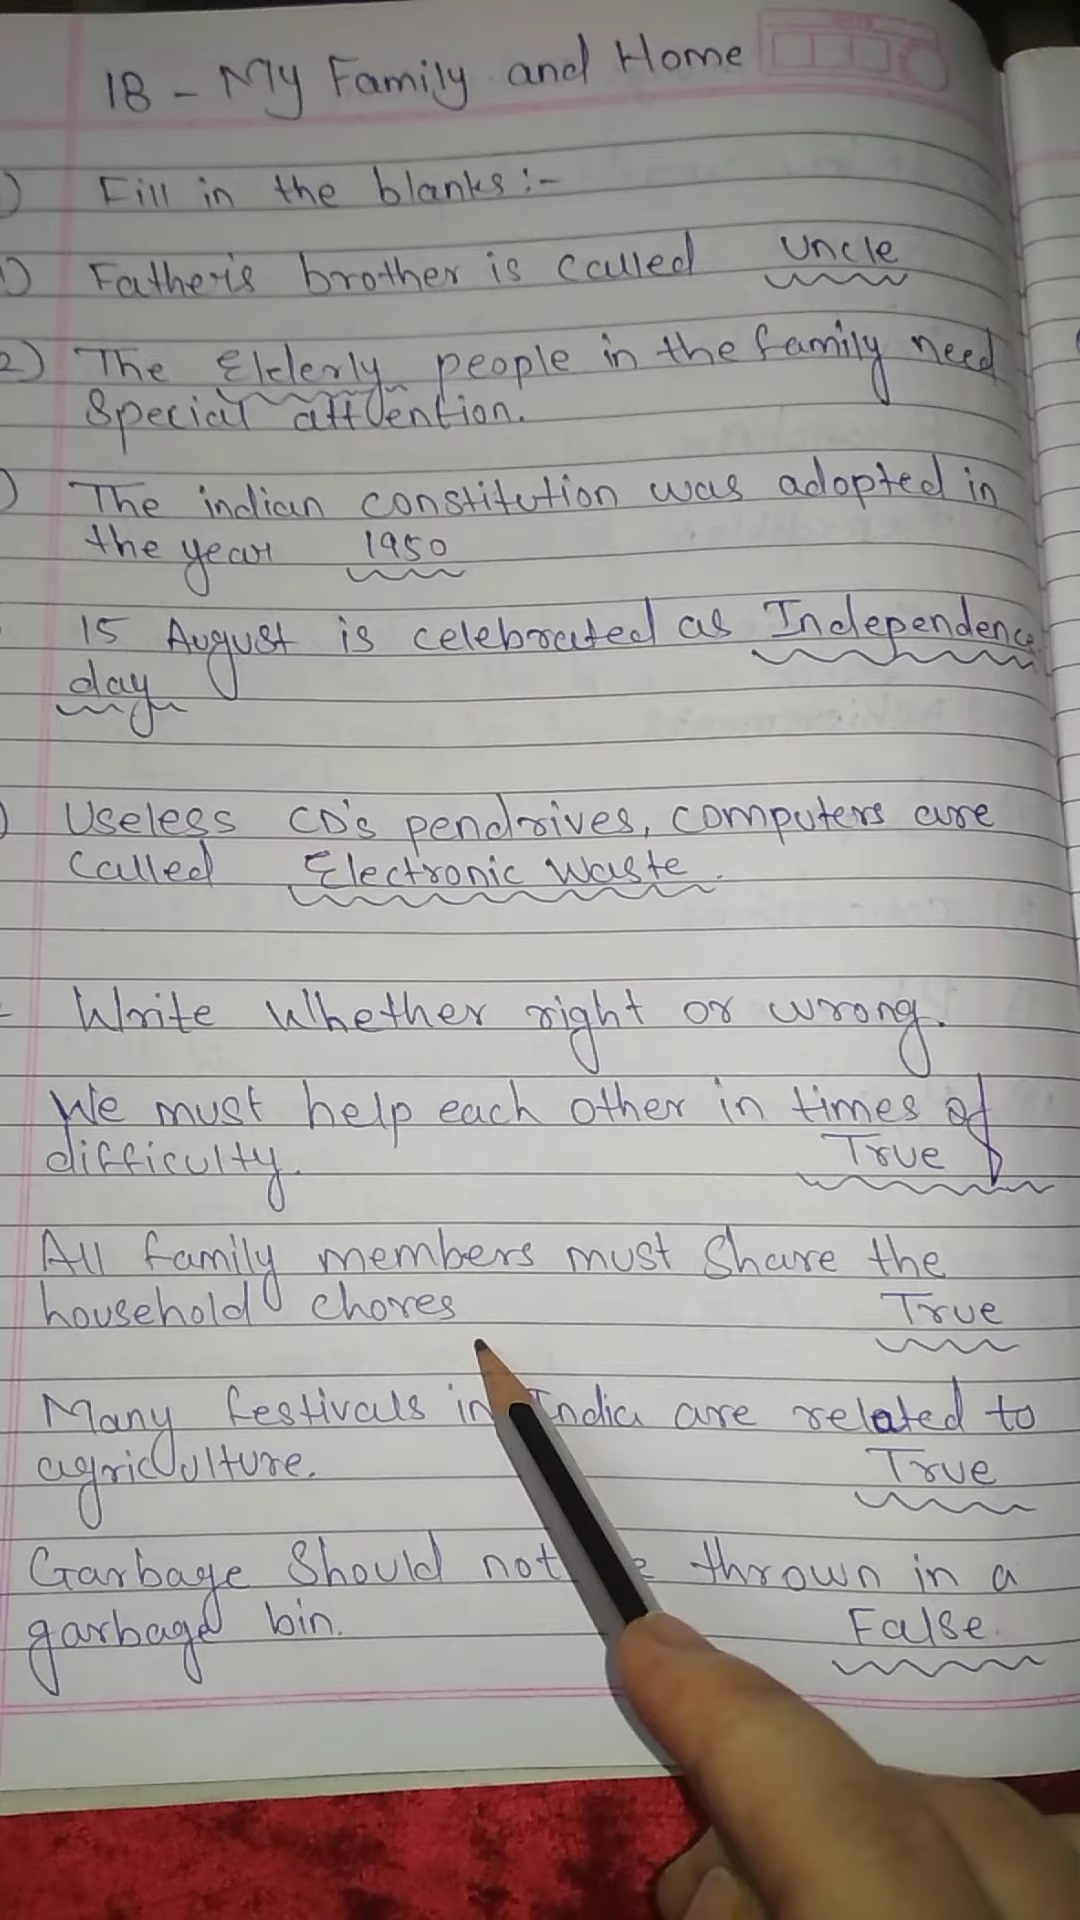 18 - My Family and Home
) Fill in the blanks :-
1) Father's brother is called Uncle
2) The Elderly people in the family need
Special attention.
) The indian constitution was adopted in
the year 1950
15 August is celebrated as Independence
day
) Useless CD's pendrives, computers are
called Electronic Waste.
Write Whether right or wrong.
We must help each other in times of
difficulty. True
All family members must Share the
household chores True
Many festivals in India are related to
agriculture. True
Garbage Should not thrown in a
garbage bin. False.